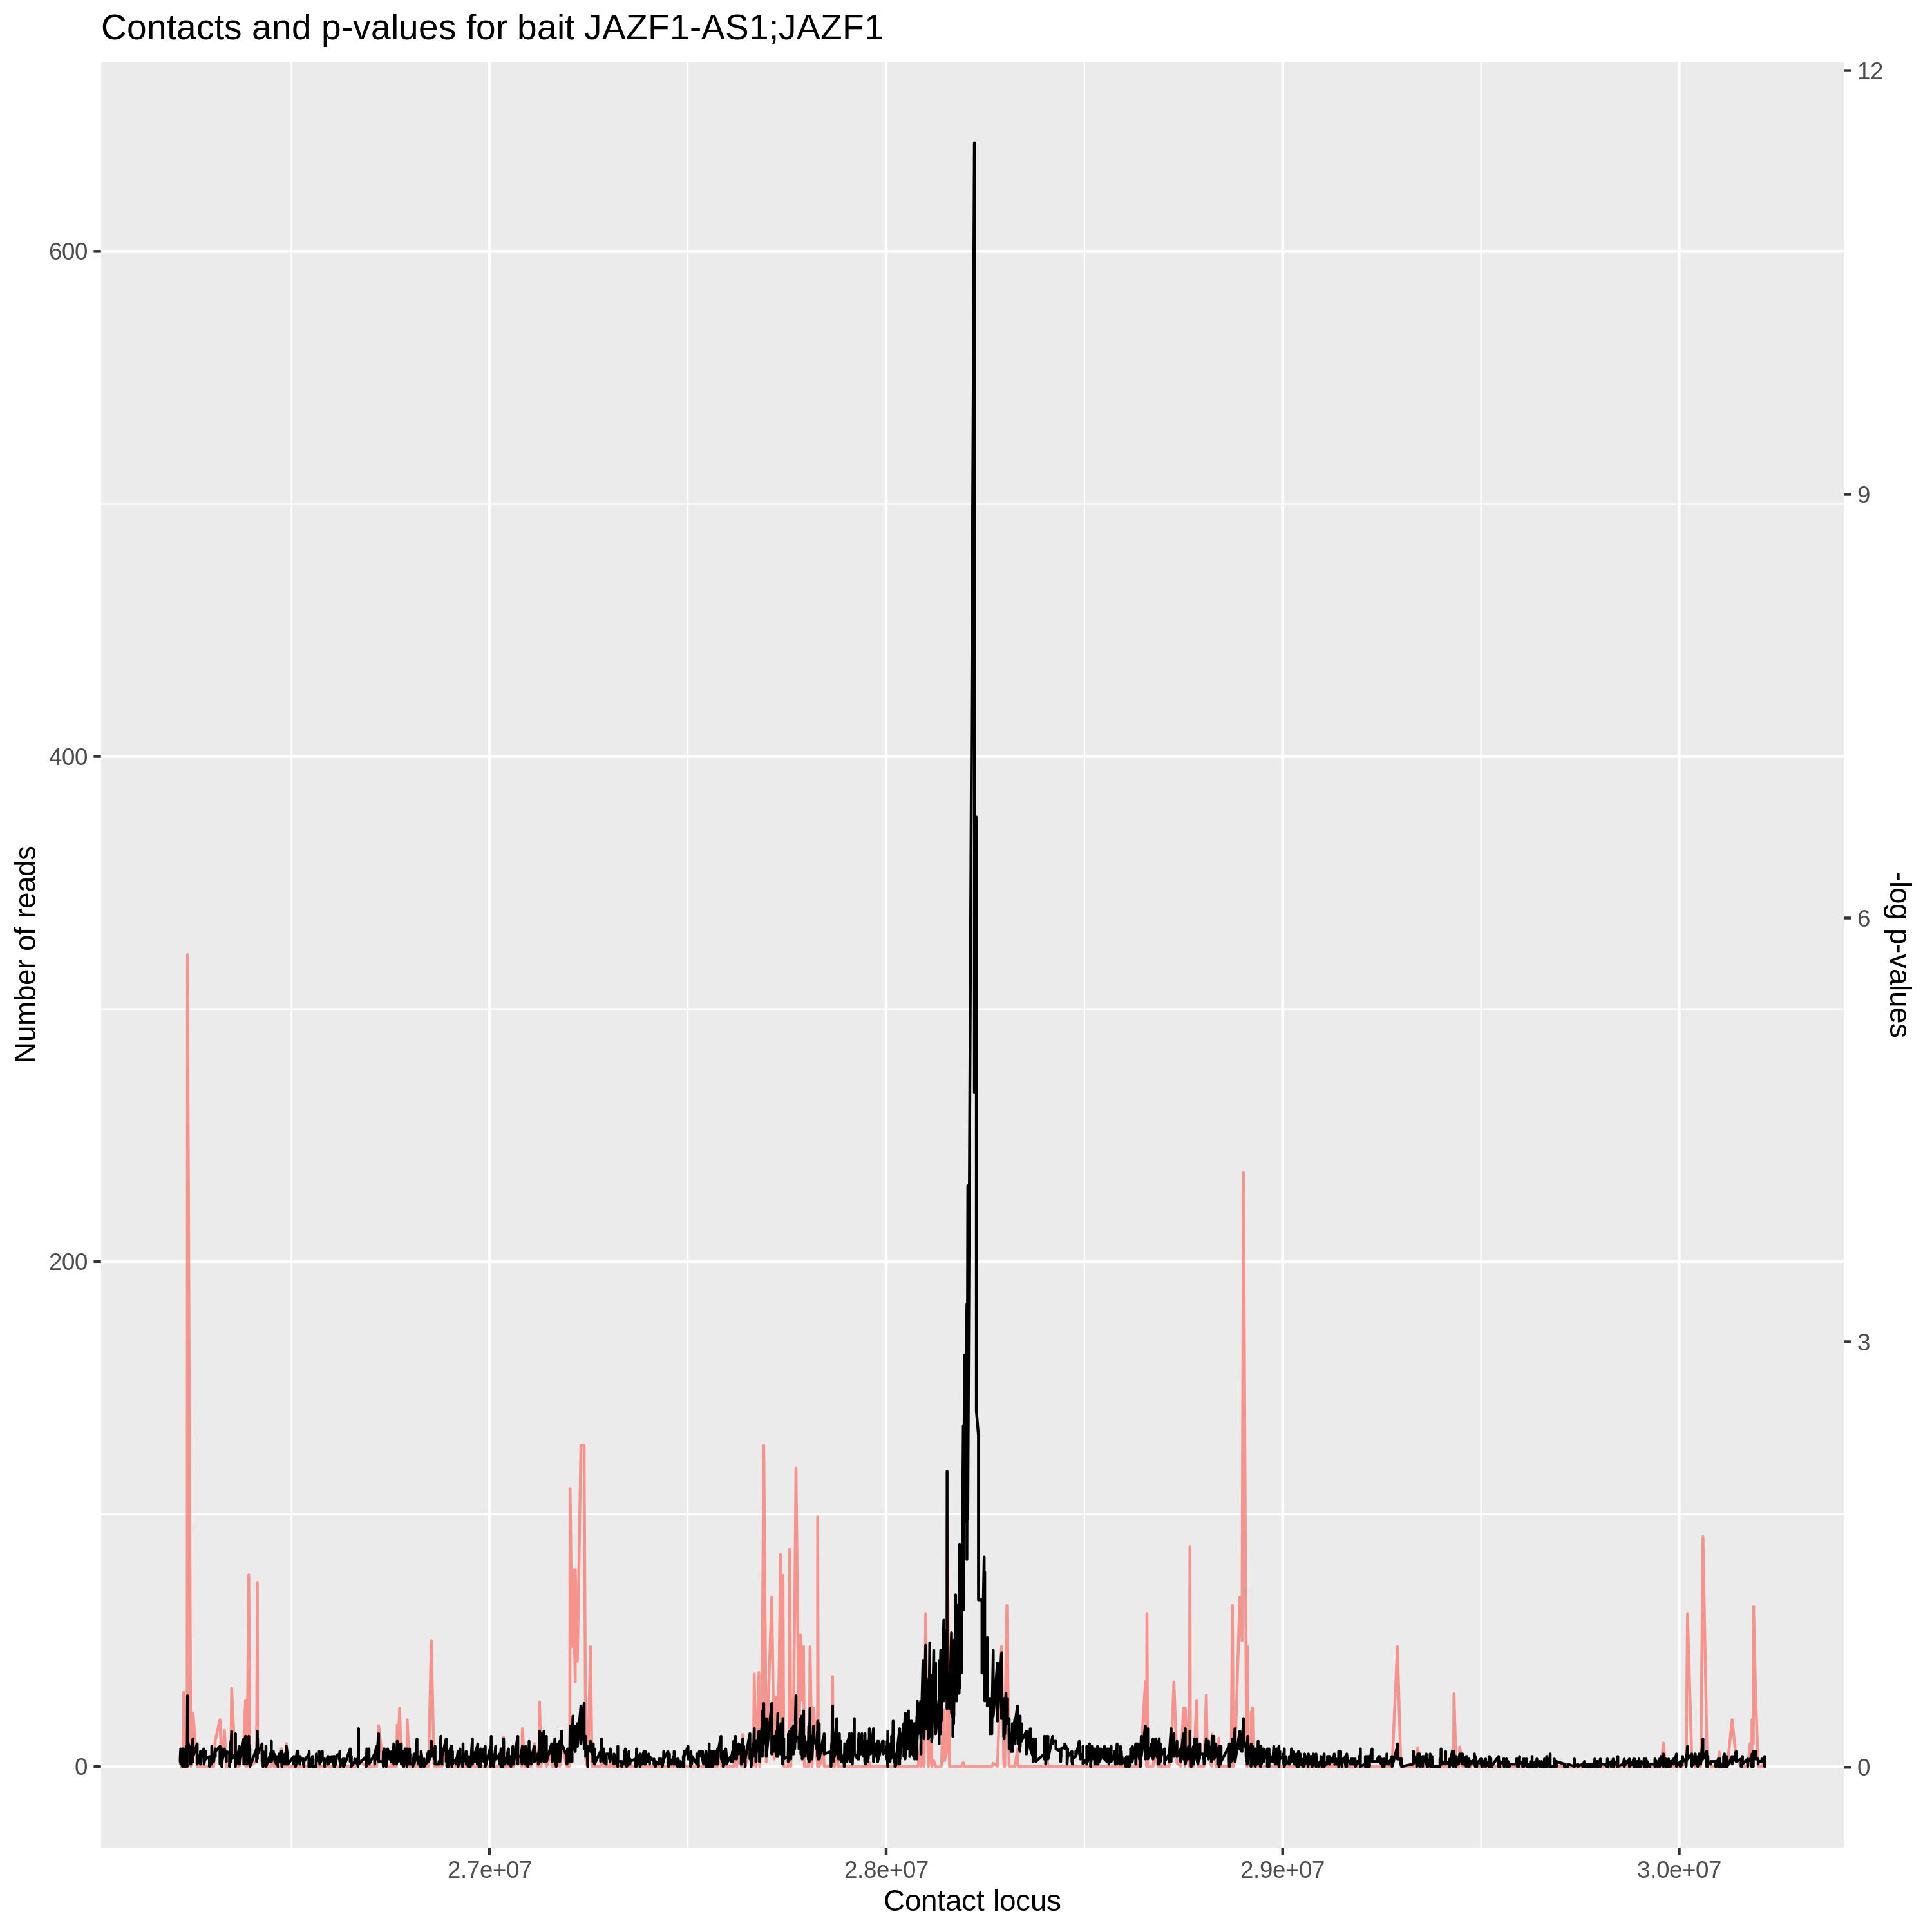 Contacts and p-values for bait JAZF1-AS1;JAZF1
12
600
9
400
6
Number of reads
-log p-values
200
3
0
0
2.7e+07
2.8e+07
2.9e+07
3.0e+07
Contact locus